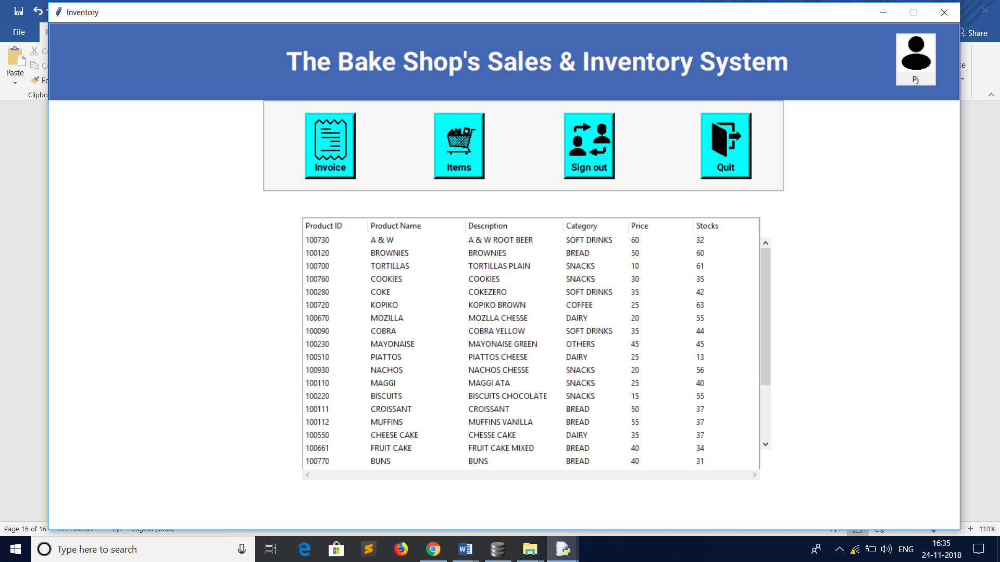 Inventory
File
Share
The Bake Shop's Sales & Inventory System
Pj
Paste
Clipbo
Invoice Items Sign out Quit
Product ID Product Name Description Category Price Stocks
100730 A & W A & W ROOT BEER SOFT DRINKS 60 32
100120 BROWNIES BROWNIES BREAD 50 60
100700 TORTILLAS TORTILLAS PLAIN SNACKS 10 61
100760 COOKIES COOKIES SNACKS 30 35
100280 COKE COKEZERO SOFT DRINKS 35 42
100720 KOPIKO KOPIKO BROWN COFFEE 25 63
100670 MOZILLA MOZLLA CHESSE DAIRY 20 55
100090 COBRA COBRA YELLOW SOFT DRINKS 35 44
100230 MAYONAISE MAYONAISE GREEN OTHERS 45 45
100510 PIATTOS PIATTOS CHEESE DAIRY 25 13
100930 NACHOS NACHOS CHESSE SNACKS 20 56
100110 MAGGI MAGGI ATA SNACKS 25 40
100220 BISCUITS BISCUITS CHOCOLATE SNACKS 15 55
100111 CROISSANT CROISSANT BREAD 50 37
100112 MUFFINS MUFFINS VANILLA BREAD 55 37
100550 CHEESE CAKE CHESSE CAKE DAIRY 35 37
100661 FRUIT CAKE FRUIT CAKE MIXED BREAD 40 34
100770 BUNS BUNS BREAD 40 31
Page 16 of 16
110%
Type here to search
ENG
16:35
24-11-2018